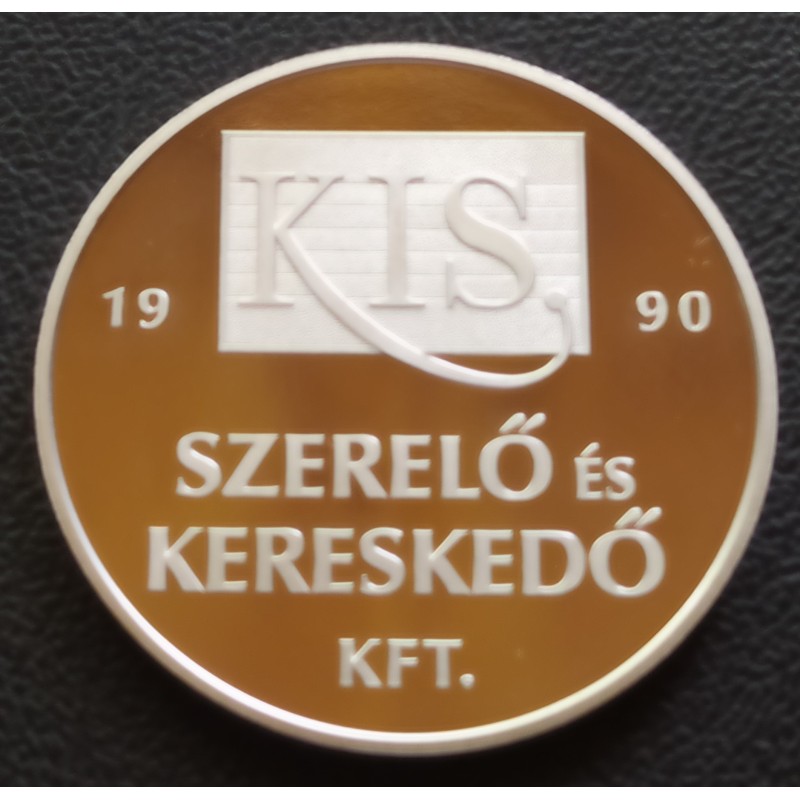 KIS
19 90
SZERELŐ ÉS
KERESKEDŐ
KFT.